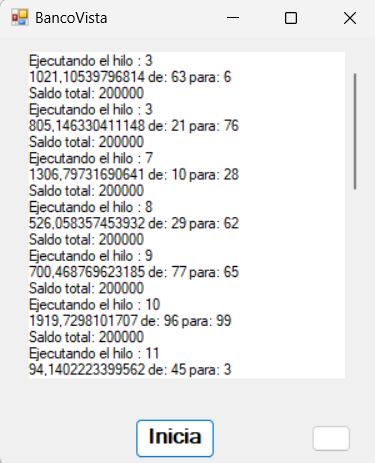 BancoVista
Ejecutando el hilo : 3
1021,10539796814 de: 63 para: 6
Saldo total: 200000
Ejecutando el hilo : 3
805,146330411148 de: 21 para: 76
Saldo total: 200000
Ejecutando el hilo : 7
1306,79731690641 de: 10 para: 28
Saldo total: 200000
Ejecutando el hilo : 8
526,058357453932 de: 29 para: 62
Saldo total: 200000
Ejecutando el hilo : 9
700,468769623185 de: 77 para: 65
Saldo total: 200000
Ejecutando el hilo : 10
1919,7298101707 de: 96 para: 99
Saldo total: 200000
Ejecutando el hilo : 11
94,1402223399562 de: 45 para: 3
Inicia